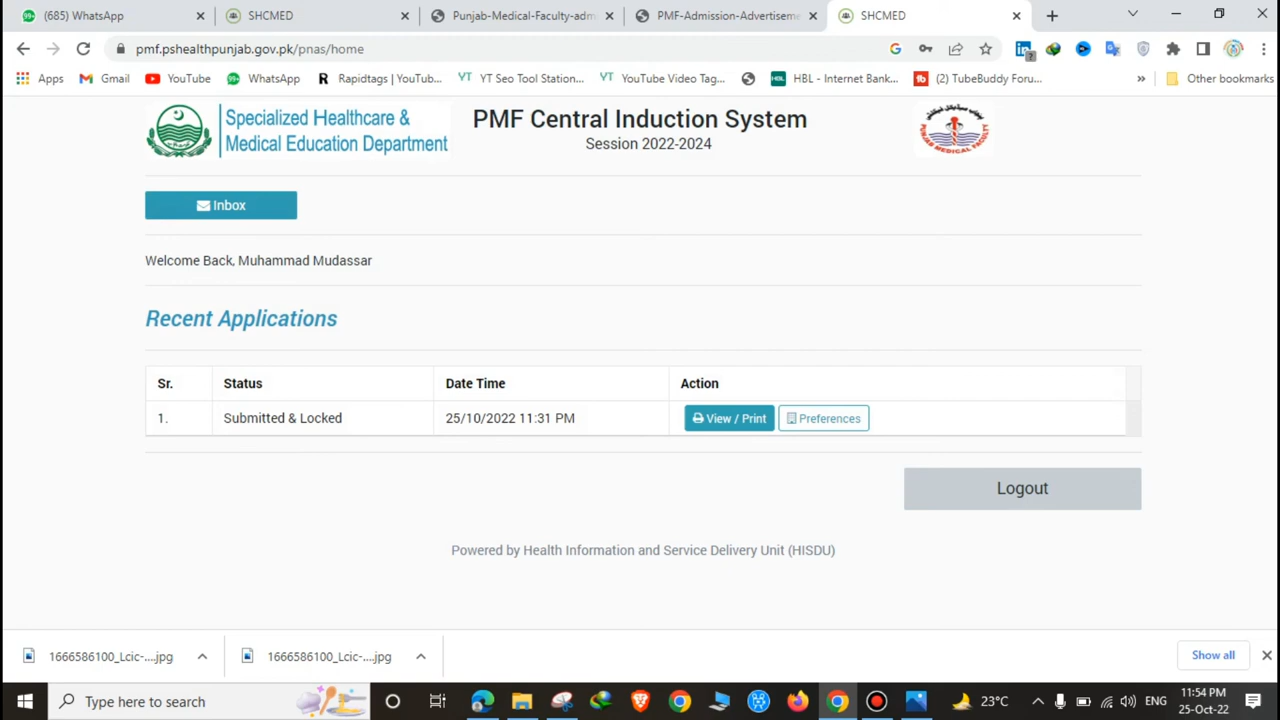 (685) WhatsApp
SHCMED
Punjab-Medical-Faculty-adm
PMF-Admission-Advertiseme
SHCMED
pmf.pshealthpunjab.gov.pk/pnas/home
Apps
Gmail
YouTube
WhatsApp
Rapidtags | YouTub...
YT Seo Tool Station...
YouTube Video Tag...
HBL - Internet Bank...
(2) TubeBuddy Foru...
»
Other bookmarks
Specialized Healthcare &
Medical Education Department
PMF Central Induction System
Session 2022-2024
PUNJAB MEDICAL FACULTY
Inbox
Welcome Back, Muhammad Mudassar
Recent Applications
Sr. Status Date Time Action
1. Submitted & Locked 25/10/2022 11:31 PM View / Print Preferences
Logout
Powered by Health Information and Service Delivery Unit (HISDU)
1666586100_Lcic-....jpg
1666586100_Lcic-....jpg
Show all
Type here to search
23°C
ENG
11:54 PM
25-Oct-22